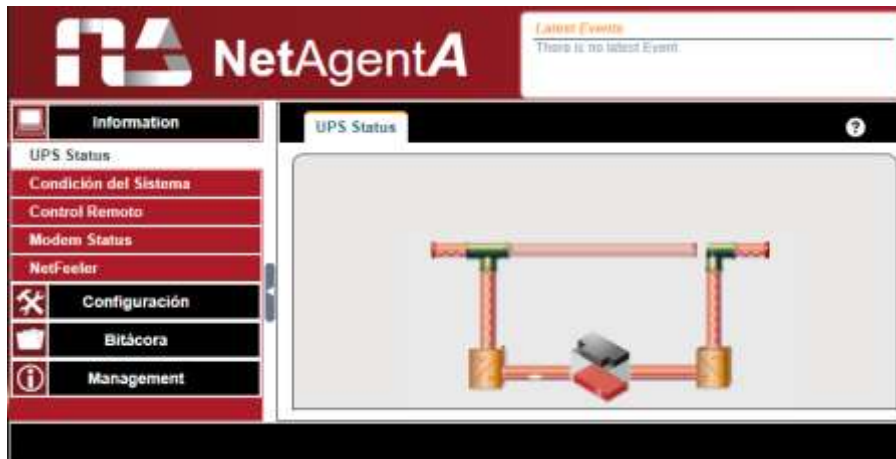 NetAgentA
Latest Events
There is no latest Event
Information
UPS Status
UPS Status
Condición del Sistema
Control Remoto
Modem Status
NetFeeler
Configuración
Bitácora
Management